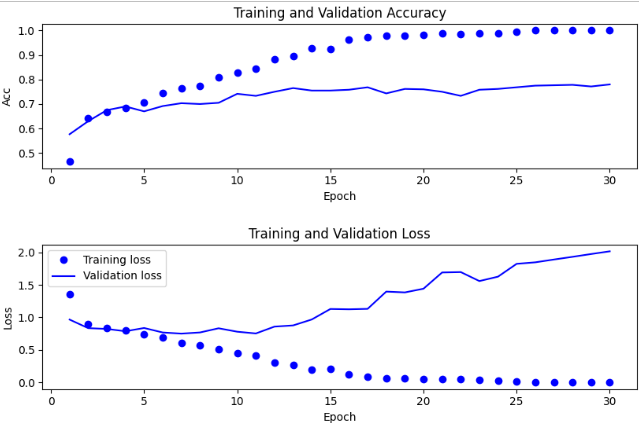 Training and Validation Accuracy
1.0
0.9
0.8
0.7
0.6
0.5
Acc
0 5 10 15 20 25 30
Epoch
Training and Validation Loss
Training loss
Validation loss
2.0
1.5
1.0
0.5
0.0
Loss
0 5 10 15 20 25 30
Epoch